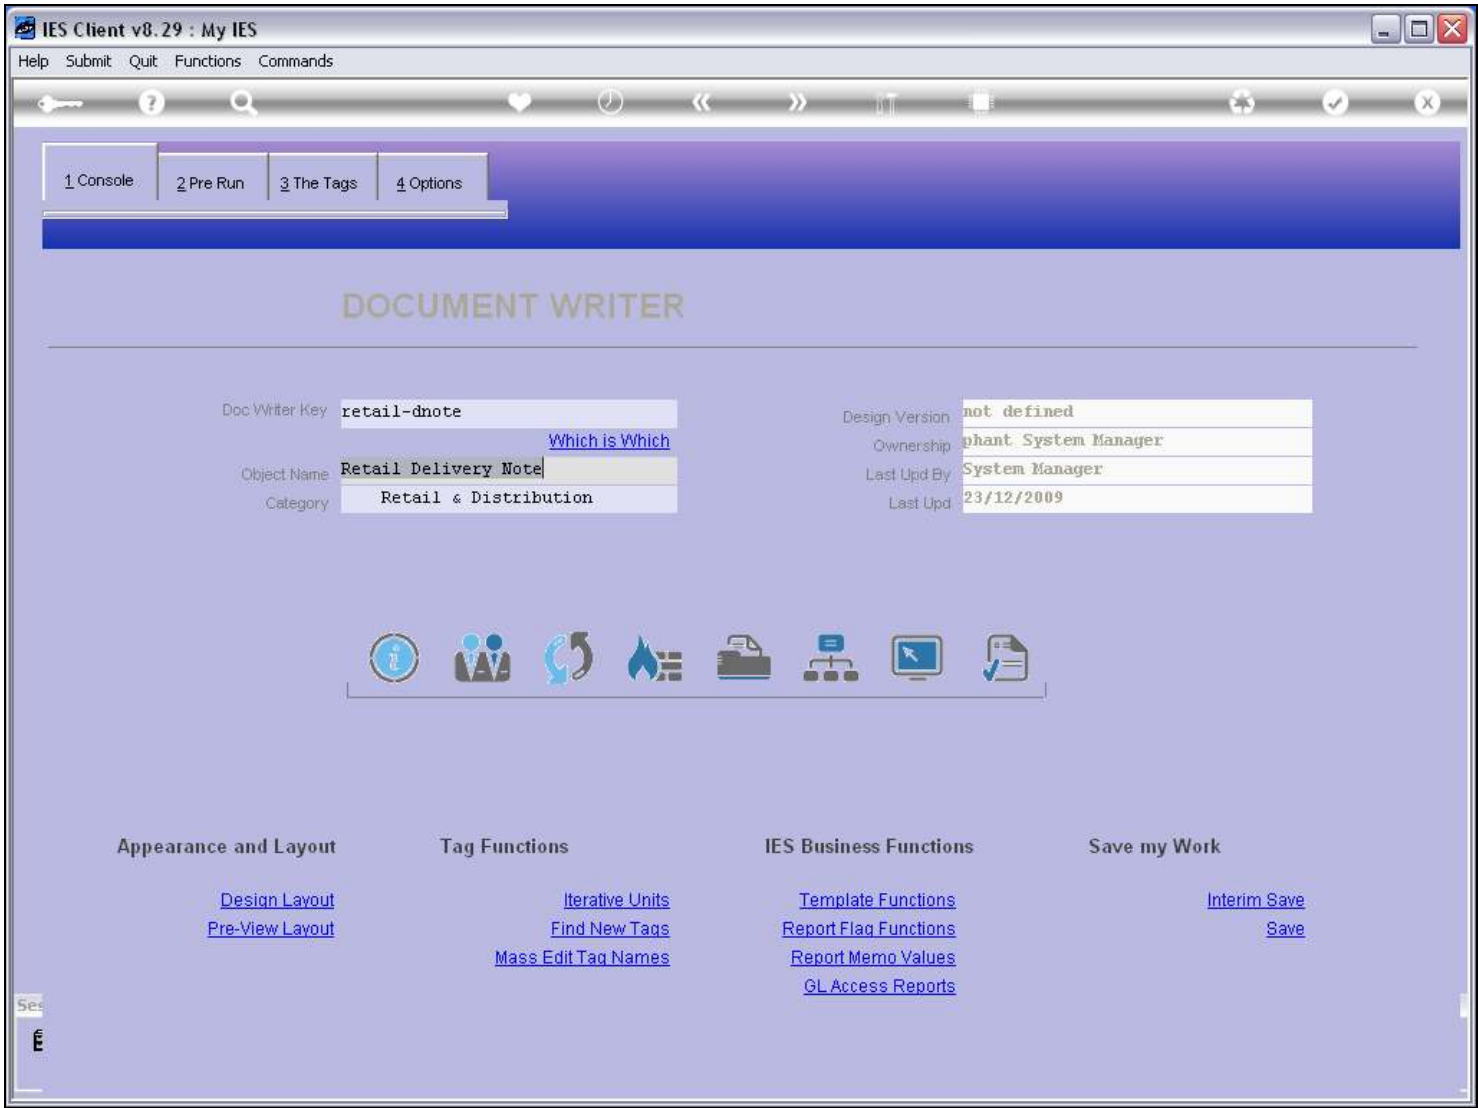 IES Client v8.29 : My IES
Help Submit Quit Functions Commands
1 Console
2 Pre Run
3 The Tags
4 Options
DOCUMENT WRITER
Doc Writer Key retail-dnote
Which is Which
Object Name Retail Delivery Note
Category Retail & Distribution
Design Version not defined
Ownership phant System Manager
Last Upd By System Manager
Last Upd 23/12/2009
Appearance and Layout
Design Layout
Pre-View Layout
Tag Functions
Iterative Units
Find New Tags
Mass Edit Tag Names
IES Business Functions
Template Functions
Report Flag Functions
Report Memo Values
GL Access Reports
Save my Work
Interim Save
Save